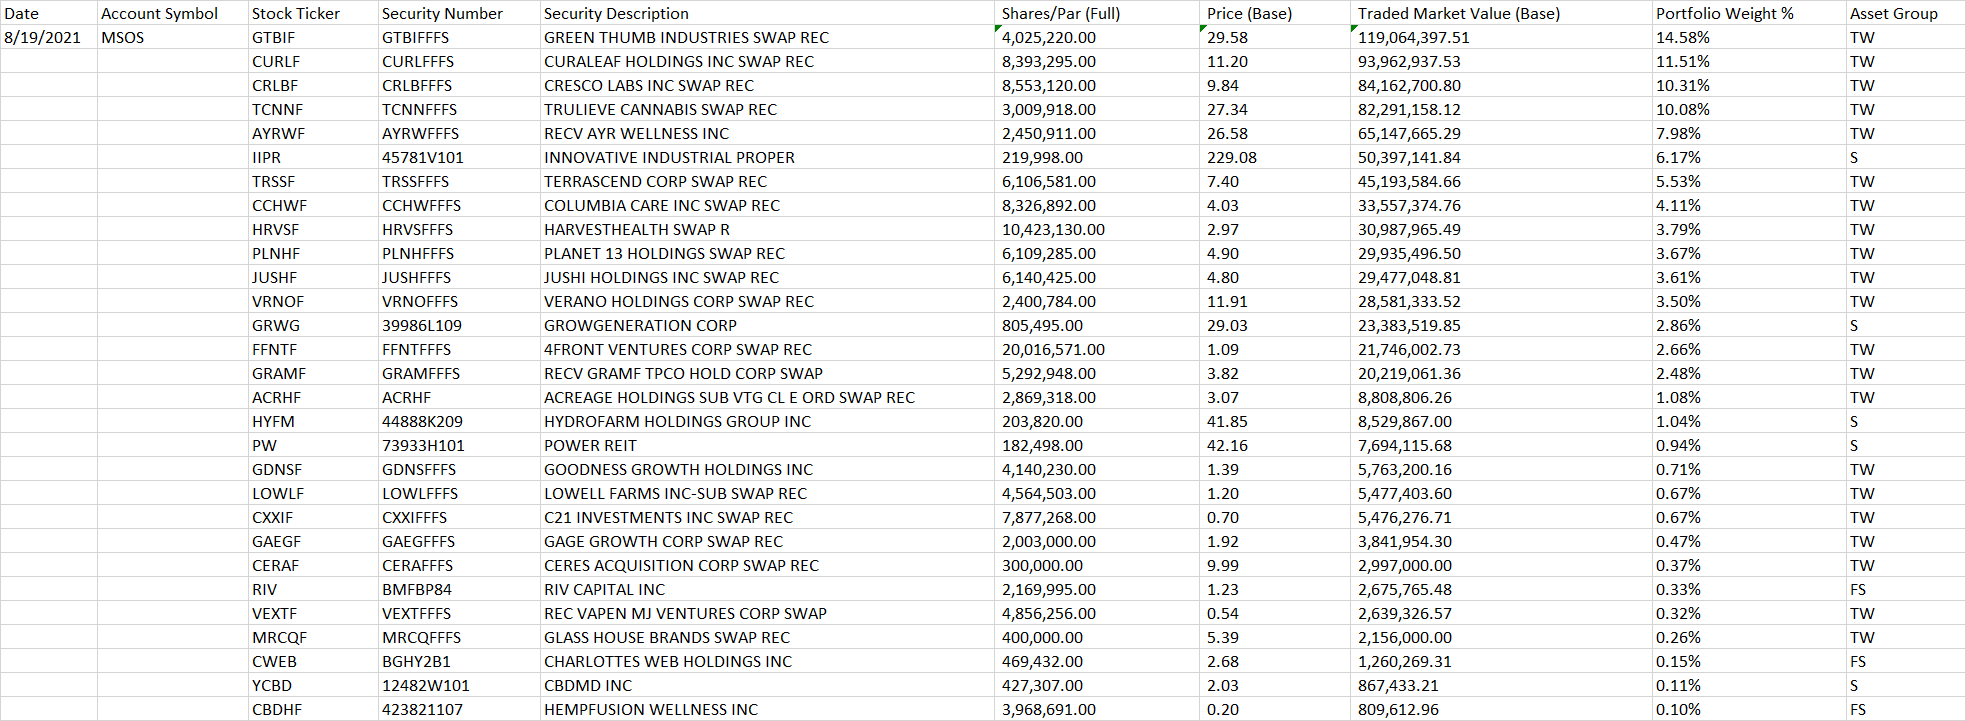 Date Account Symbol Stock Ticker Security Number Security Description Shares/Par (Full) Price (Base) Traded Market Value (Base) Portfolio Weight % Asset Group
8/19/2021 MSOS GTBIF GTBIFFFS GREEN THUMB INDUSTRIES SWAP REC 4,025,220.00 29.58 119,064,397.51 14.58% TW
CURLF CURLFFFS CURALEAF HOLDINGS INC SWAP REC 8,393,295.00 11.20 93,962,937.53 11.51% TW
CRLBF CRLBFFFS CRESCO LABS INC SWAP REC 8,553,120.00 9.84 84,162,700.80 10.31% TW
TCNNF TCNNFFFS TRULIEVE CANNABIS SWAP REC 3,009,918.00 27.34 82,291,158.12 10.08% TW
AYRWF AYRWFFFS RECV AYR WELLNESS INC 2,450,911.00 26.58 65,147,665.29 7.98% TW
IIPR 45781V101 INNOVATIVE INDUSTRIAL PROPER 219,998.00 229.08 50,397,141.84 6.17% S
TRSSF TRSSFFFS TERRASCEND CORP SWAP REC 6,106,581.00 7.40 45,193,584.66 5.53% TW
CCHWF CCHWFFFS COLUMBIA CARE INC SWAP REC 8,326,892.00 4.03 33,557,374.76 4.11% TW
HRVSF HRVSFFFS HARVESTHEALTH SWAP R 10,423,130.00 2.97 30,987,965.49 3.79% TW
PLNHF PLNHFFFS PLANET 13 HOLDINGS SWAP REC 6,109,285.00 4.90 29,935,496.50 3.67% TW
JUSHF JUSHFFFS JUSHI HOLDINGS INC SWAP REC 6,140,425.00 4.80 29,477,048.81 3.61% TW
VRNOF VRNOFFFS VERANO HOLDINGS CORP SWAP REC 2,400,784.00 11.91 28,581,333.52 3.50% TW
GRWG 39986L109 GROWGENERATION CORP 805,495.00 29.03 23,383,519.85 2.86% S
FFNTF FFNTFFFS 4FRONT VENTURES CORP SWAP REC 20,016,571.00 1.09 21,746,002.73 2.66% TW
GRAMF GRAMFFFS RECV GRAMF TPCO HOLD CORP SWAP 5,292,948.00 3.82 20,219,061.36 2.48% TW
ACRHF ACRHF ACREAGE HOLDINGS SUB VTG CL E ORD SWAP REC 2,869,318.00 3.07 8,808,806.26 1.08% TW
HYFM 44888K209 HYDROFARM HOLDINGS GROUP INC 203,820.00 41.85 8,529,867.00 1.04% S
PW 73933H101 POWER REIT 182,498.00 42.16 7,694,115.68 0.94% S
GDNSF GDNSFFFS GOODNESS GROWTH HOLDINGS INC 4,140,230.00 1.39 5,763,200.16 0.71% TW
LOWLF LOWLFFFS LOWELL FARMS INC-SUB SWAP REC 4,564,503.00 1.20 5,477,403.60 0.67% TW
CXXIF CXXIFFFS C21 INVESTMENTS INC SWAP REC 7,877,268.00 0.70 5,476,276.71 0.67% TW
GAEGF GAEGFFFS GAGE GROWTH CORP SWAP REC 2,003,000.00 1.92 3,841,954.30 0.47% TW
CERAF CERAFFFS CERES ACQUISITION CORP SWAP REC 300,000.00 9.99 2,997,000.00 0.37% TW
RIV BMFBP84 RIV CAPITAL INC 2,169,995.00 1.23 2,675,765.48 0.33% FS
VEXTF VEXTFFFS REC VAPEN MJ VENTURES CORP SWAP 4,856,256.00 0.54 2,639,326.57 0.32% TW
MRCQF MRCQFFFS GLASS HOUSE BRANDS SWAP REC 400,000.00 5.39 2,156,000.00 0.26% TW
CWEB BGHY2B1 CHARLOTTES WEB HOLDINGS INC 469,432.00 2.68 1,260,269.31 0.15% FS
YCBD 12482W101 CBDMD INC 427,307.00 2.03 867,433.21 0.11% S
CBDHF 423821107 HEMPFUSION WELLNESS INC 3,968,691.00 0.20 809,612.96 0.10% FS